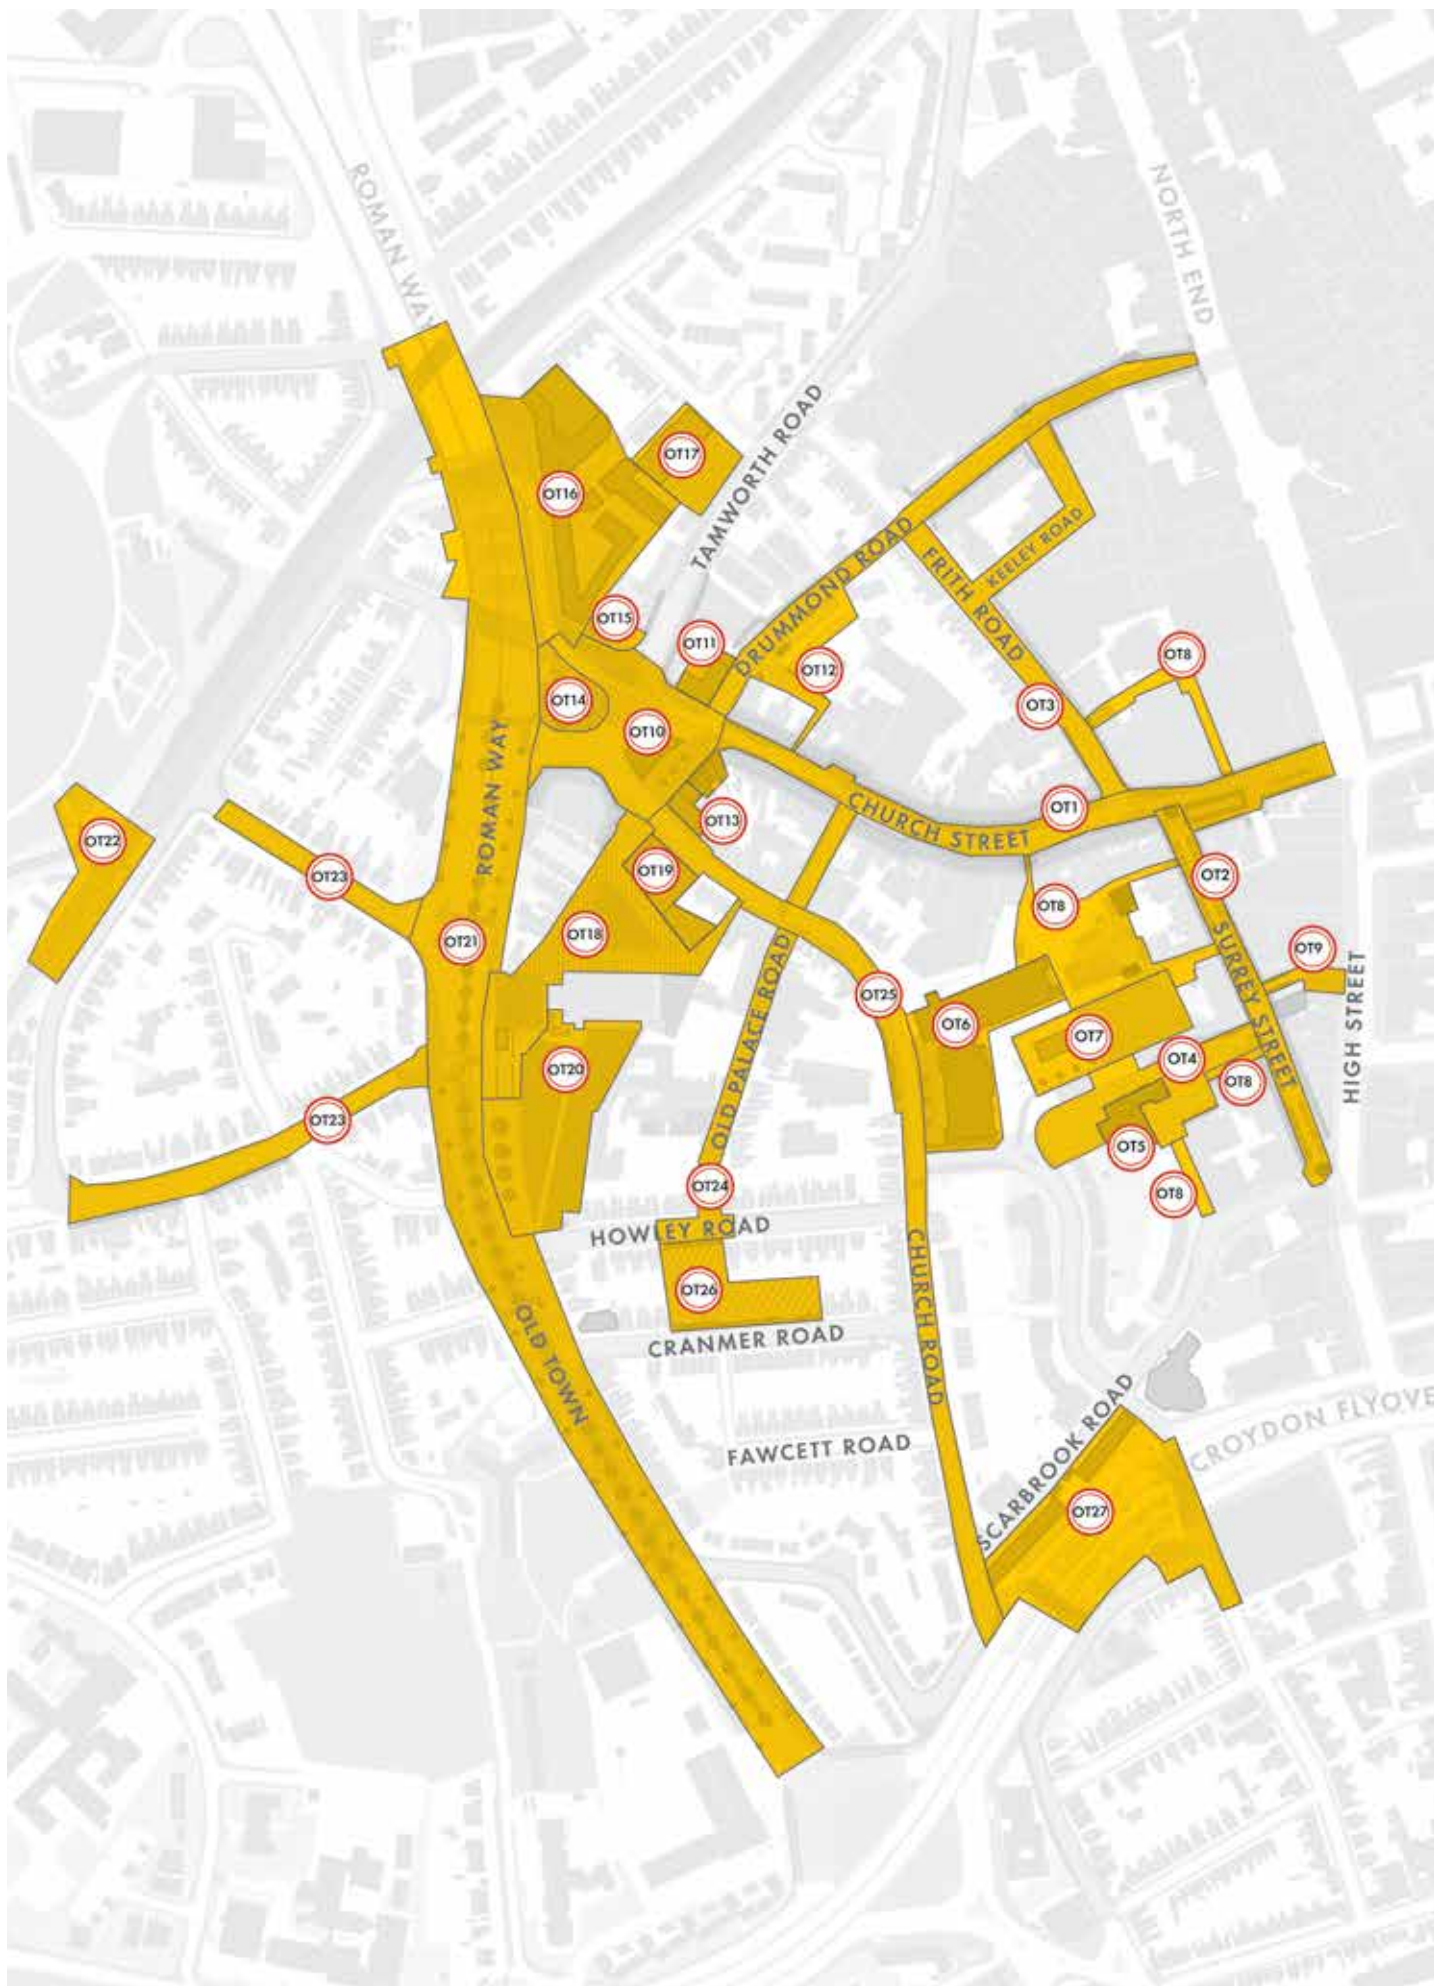 ROMAN WAY
NORTH END
TAMWORTH ROAD
OT17
OT16
DRUMMOND ROAD
KEELEY ROAD
FRITH ROAD
OT15
OT11
OT12
OT8
OT14
OT10
OT3
ROMAN WAY
OT13
CHURCH STREET
OT1
OT22
OT23
OT19
OT8
OT2
OT21
OT18
SURREY STREET
OT9
OLD PALACE ROAD
OT25
OT6
OT7
HIGH STREET
OT20
OT4
OT8
OT23
OT5
OT24
OT8
HOWLEY ROAD
OT26
CHURCH ROAD
CRANMER ROAD
OLD TOWN
SCARBROOK ROAD
CROYDON FLYOVE
FAWCETT ROAD
OT27